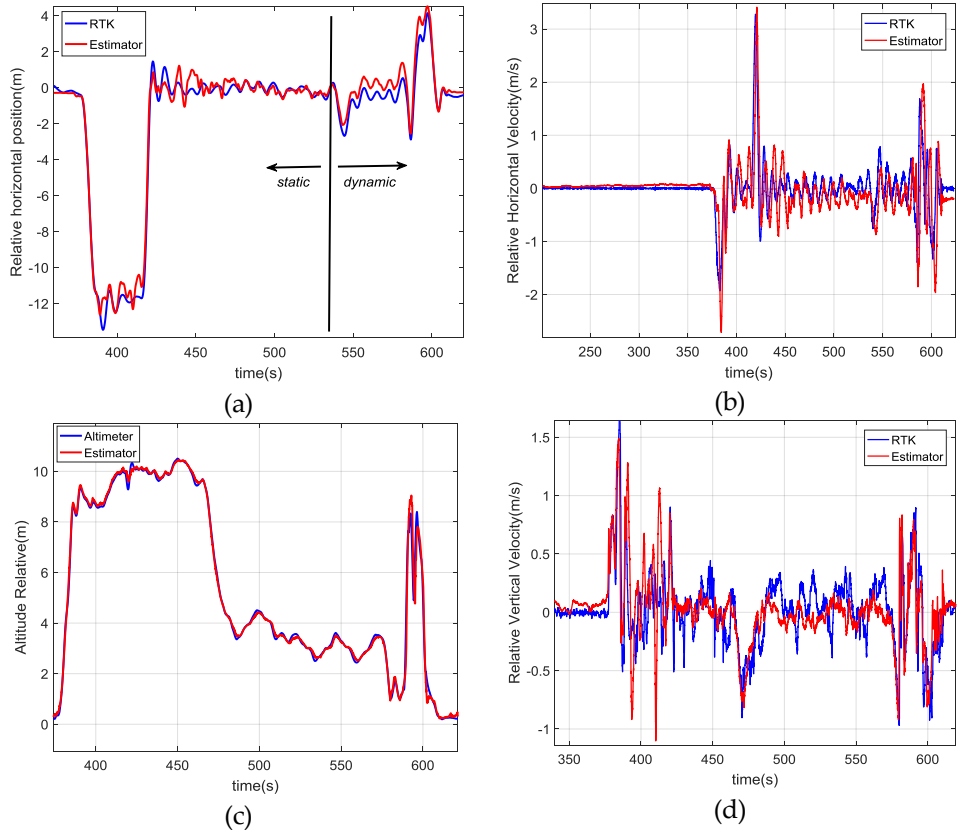 RTK
Estimator
Relative horizontal position(m)
4
2
0
-2
-4
-6
-8
-10
-12
static
dynamic
400
450
500
550
600
time(s)
(a)
RTK
Estimator
Relative Horizontal Velocity(m/s)
3
2
1
0
-1
-2
250
300
350
400
450
500
550
600
time(s)
(b)
Altimeter
Estimator
Altitude Relative(m)
10
8
6
4
2
0
400
450
500
550
600
time(s)
(c)
RTK
Estimator
Relative Vertical Velocity(m/s)
1.5
1
0.5
0
-0.5
-1
350
400
450
500
550
600
time(s)
(d)